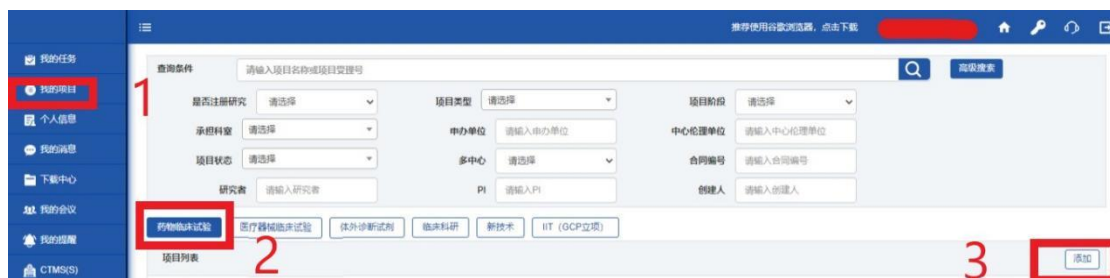 推荐使用谷歌浏览器，点击下载
我的任务
我的项目
个人信息
我的消息
下载中心
我的会议
我的提醒
CTMS(S)
1
查询条件 请输入项目名称或项目受理号 高级搜索
是否注册研究 请选择 项目类型 请选择 项目阶段 请选择
承担科室 请选择 申办单位 请输入申办单位 中心伦理单位 请输入中心伦理单位
项目状态 请选择 多中心 请选择 合同编号 请输入合同编号
研究者 请输入研究者 PI 请输入PI 创建人 请输入创建人
药物临床试验 医疗器械临床试验 体外诊断试剂 临床科研 新技术 IIT（GCP立项）
项目列表 2 3 添加